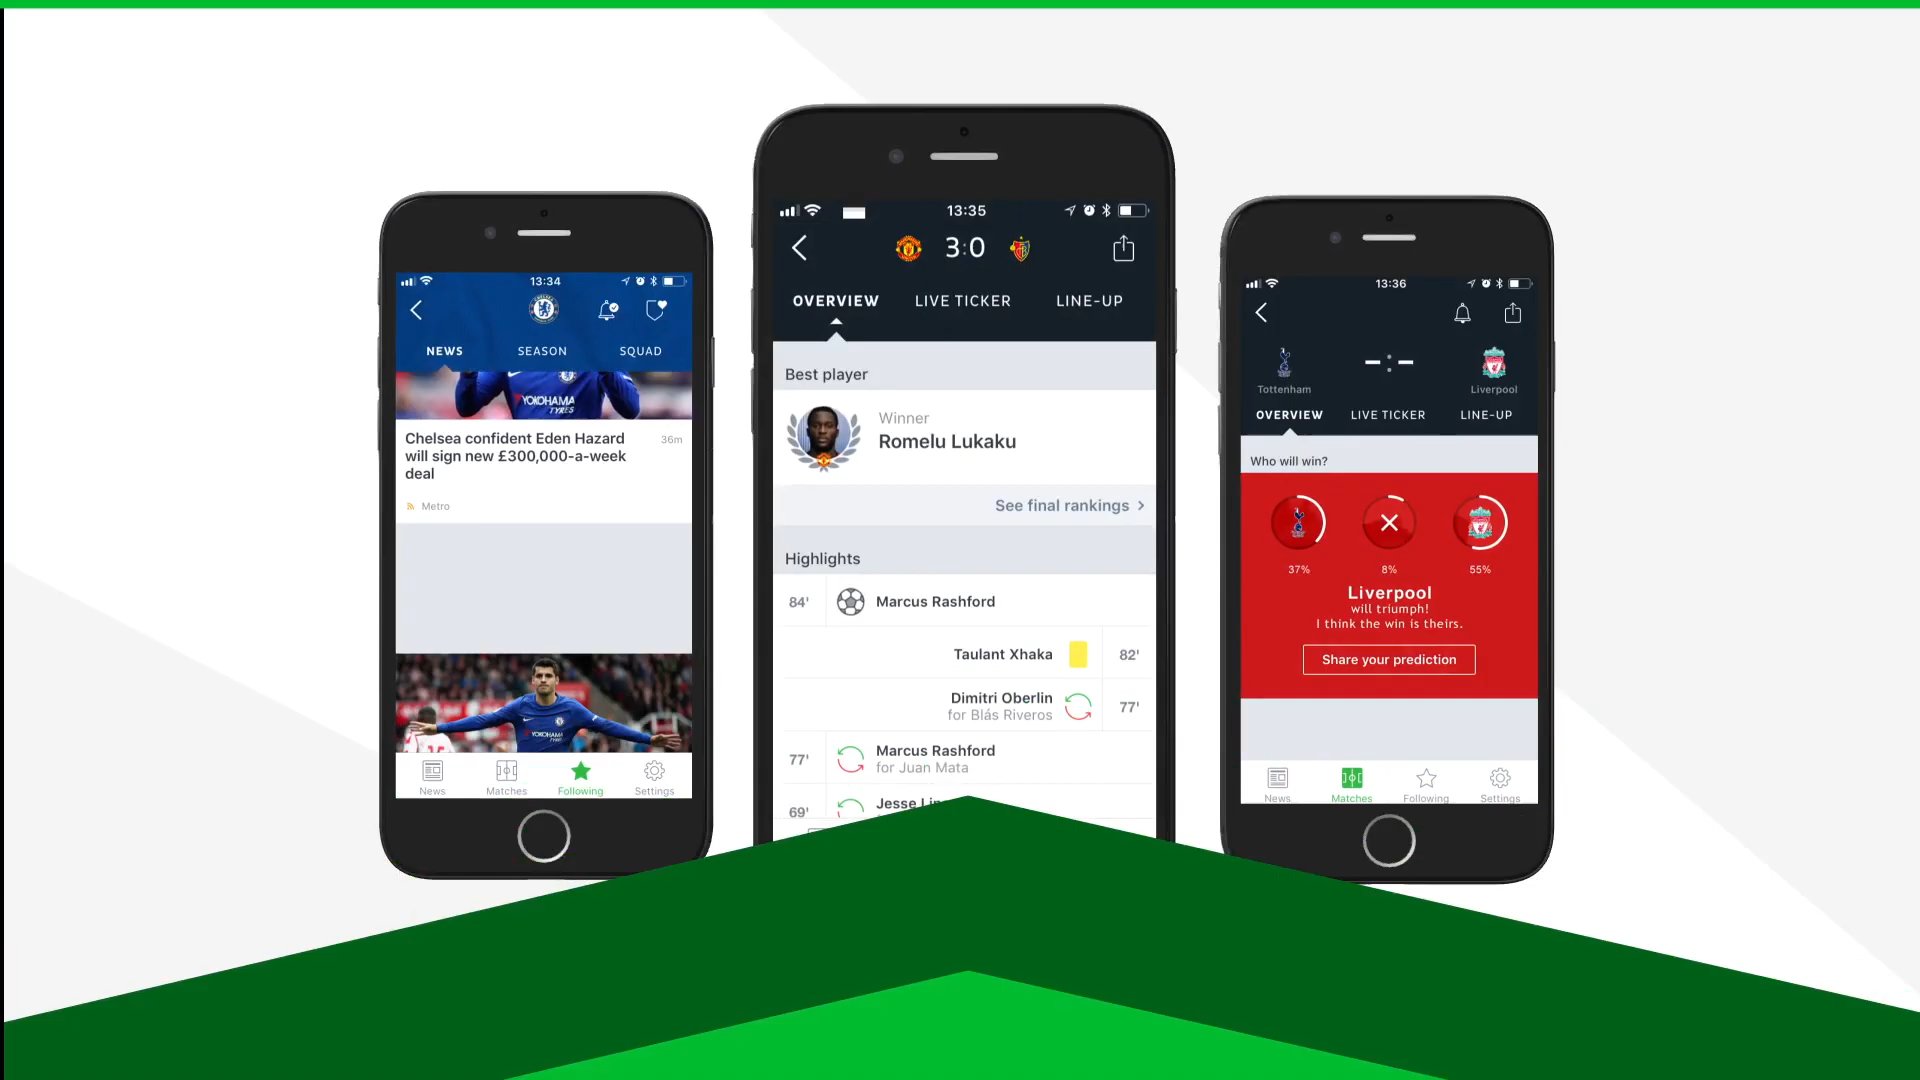 13:34
NEWS
SEASON
SQUAD
YOKOHAMA
TYRES
Chelsea confident Eden Hazard
will sign new £300,000-a-week
deal
36m
Metro
YOKOHAMA
TYRES
News
Matches
Following
Settings
13:35
3:0
OVERVIEW
LIVE TICKER
LINE-UP
Best player
Winner
Romelu Lukaku
See final rankings
Highlights
84'
Marcus Rashford
Taulant Xhaka
82'
Dimitri Oberlin
for Blás Riveros
77'
77'
Marcus Rashford
for Juan Mata
69'
Jesse
13:36
-:-
Tottenham
Liverpool
OVERVIEW
LIVE TICKER
LINE-UP
Who will win?
37%
8%
55%
Liverpool
will triumph!
I think the win is theirs.
Share your prediction
News
Matches
Following
Settings